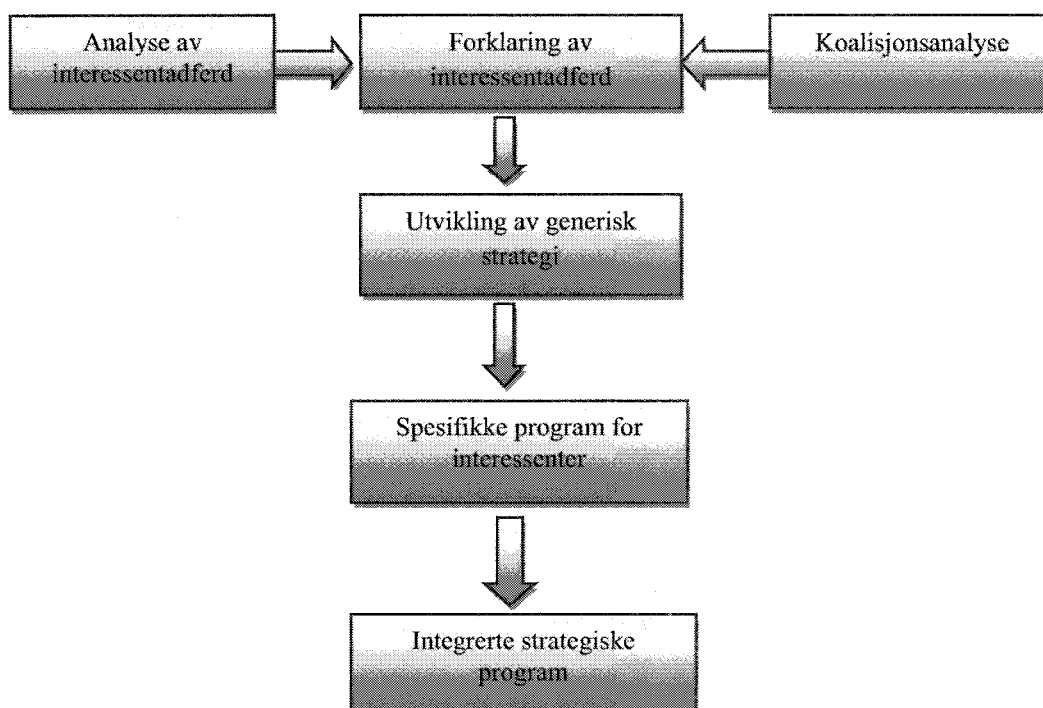 Analyse av
interessentadferd
Forklaring av
interessentadferd
Koalisjonsanalyse
Utvikling av generisk
strategi
Spesifikke program for
interessenter
Integrerte strategiske
program